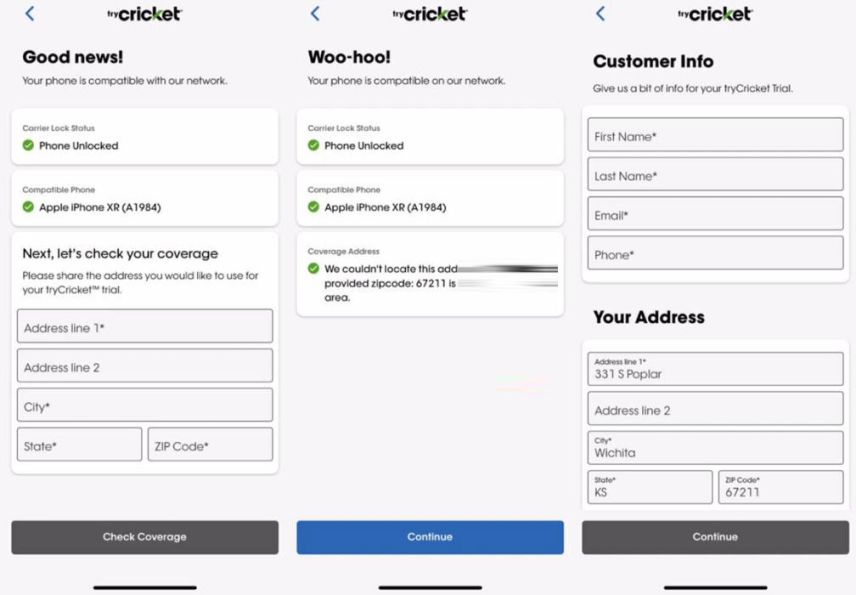 tryCricket
Good news!
Your phone is compatible with our network.
Carrier Lock Status
Phone Unlocked
Compatible Phone
Apple iPhone XR (A1984)
Next, let's check your coverage
Please share the address you would like to use for
your tryCricket™ trial.
Address line 1*
Address line 2
City*
State*
ZIP Code*
Check Coverage
trycricket
Woo-hoo!
Your phone is compatible on our network.
Carrier Lock Status
Phone Unlocked
Compatible Phone
Apple iPhone XR (A1984)
Coverage Address
We couldn't locate this add
provided zipcode: 67211 is
area.
Continue
trycricket
Customer Info
Give us a bit of info for your tryCricket Trial.
First Name*
Last Name*
Email*
Phone*
Your Address
Address line 1*
331 S Poplar
Address line 2
City*
Wichita
State*
KS
ZIP Code*
67211
Continue